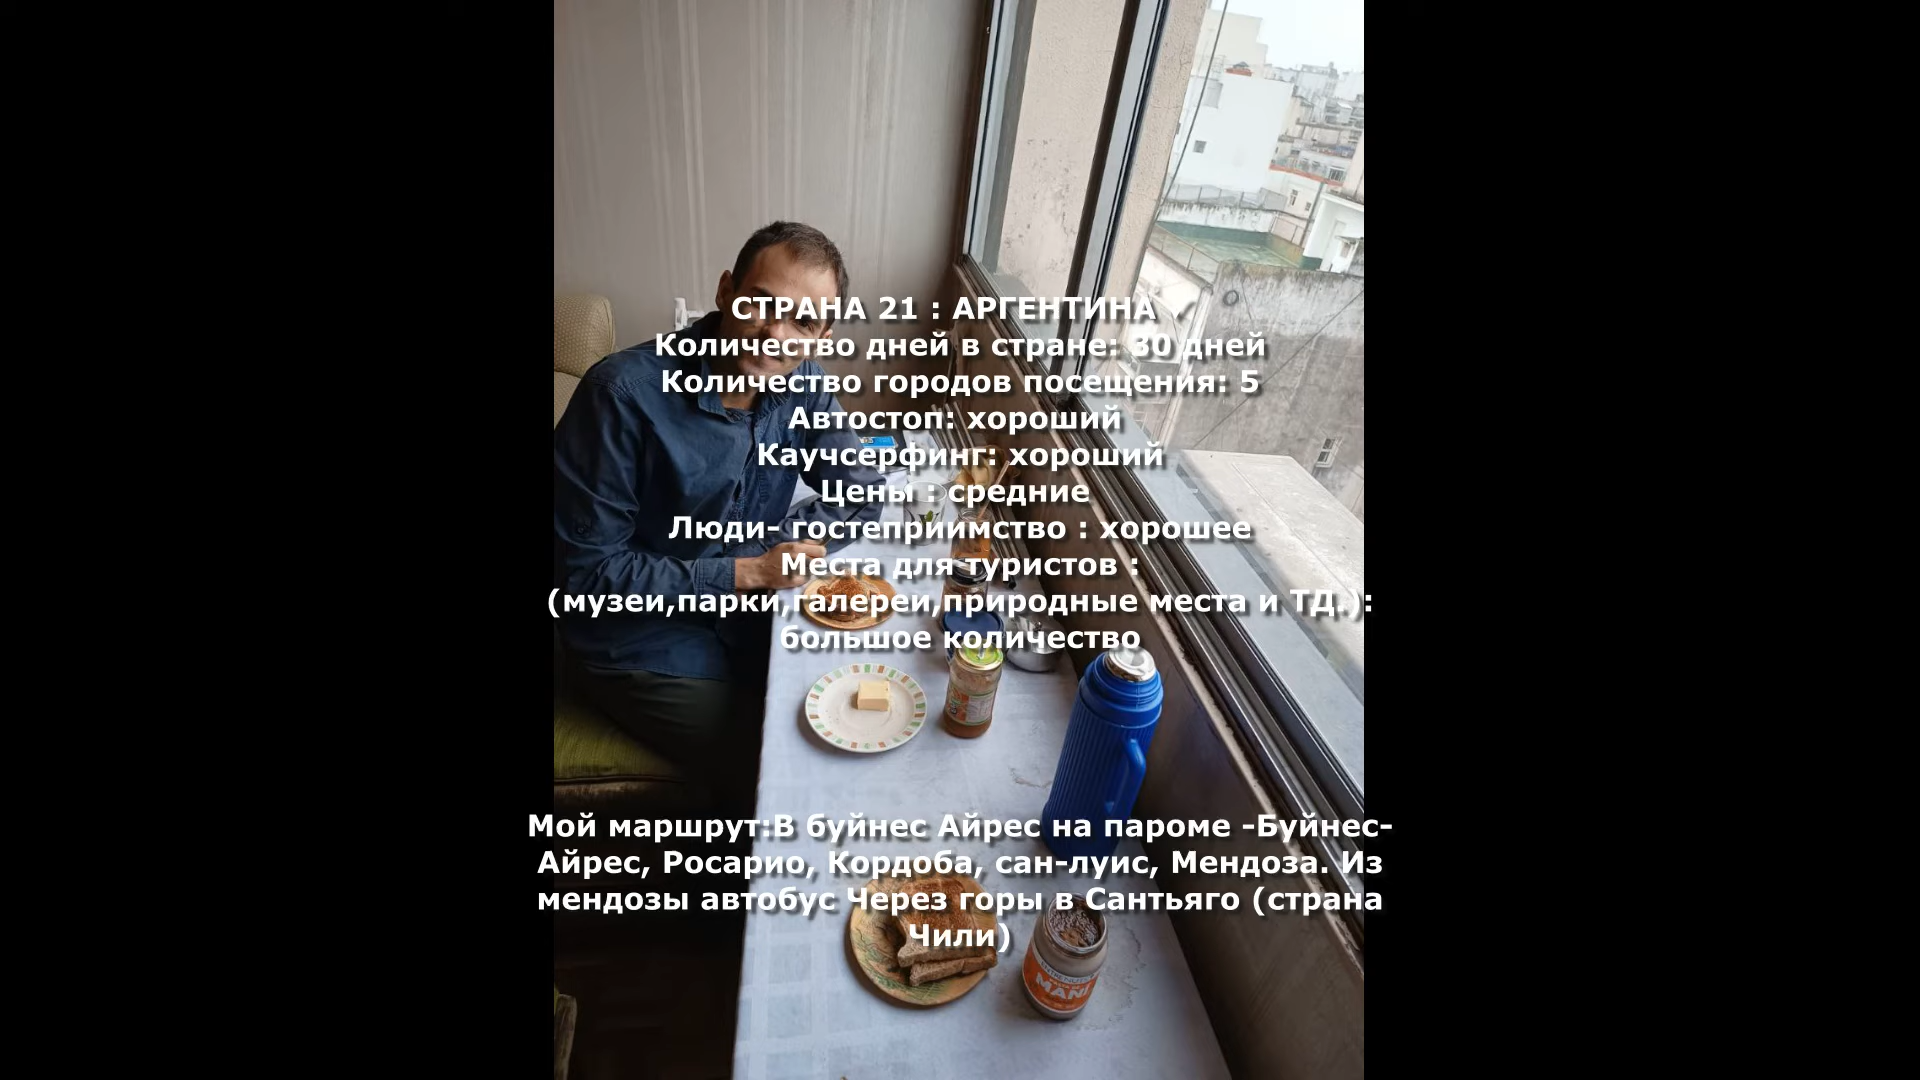 СТРАНА 21 : АРГЕНТИНА ✓
Количество дней в стране: 30 дней
Количество городов посещения: 5
Автостоп: хороший
Каучсерфинг: хороший
Цены : средние
Люди- гостеприимство : хорошее
Места для туристов :
(музеи,парки,галереи,природные места и ТД.):
большое количество
Мой маршрут:В буйнес Айрес на пароме -Буйнес-
Айрес, Росарио, Кордоба, сан-луис, Мендоза. Из
мендозы автобус Через горы в Сантьяго (страна
Чили)
MANÍ